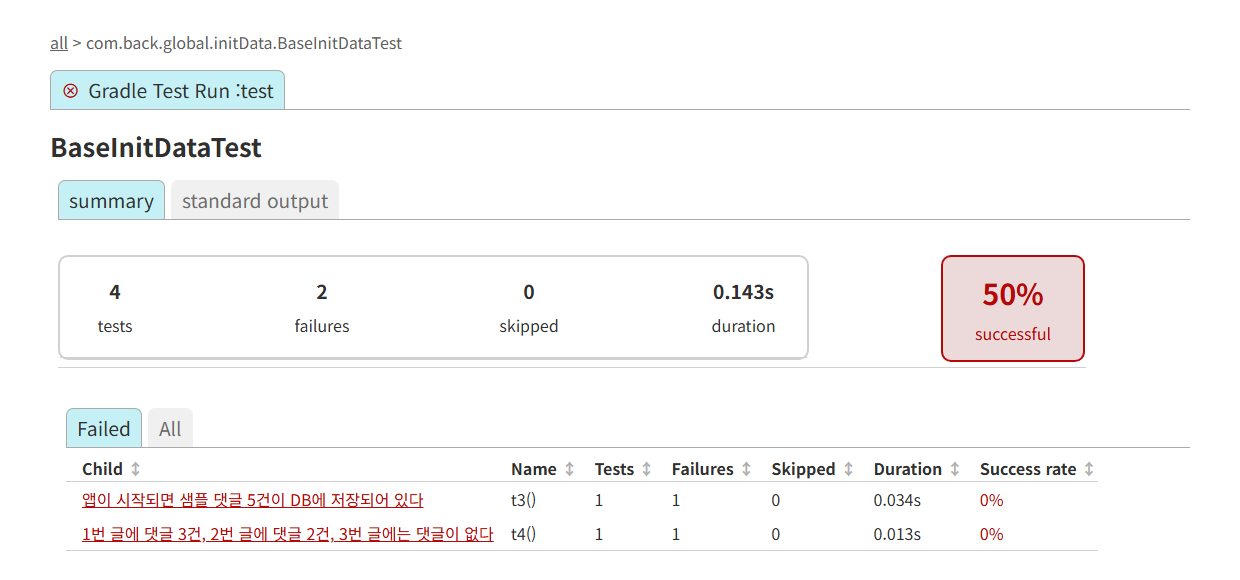 all > com.back.global.initData.BaseInitDataTest
Gradle Test Run :test
BaseInitDataTest
summary standard output
4 2 0 0.143s 50%
tests failures skipped duration successful
Failed All
Child Name Tests Failures Skipped Duration Success rate
앱이 시작되면 샘플 댓글 5건이 DB에 저장되어 있다 t3() 1 1 0 0.034s 0%
1번 글에 댓글 3건, 2번 글에 댓글 2건, 3번 글에는 댓글이 없다 t4() 1 1 0 0.013s 0%